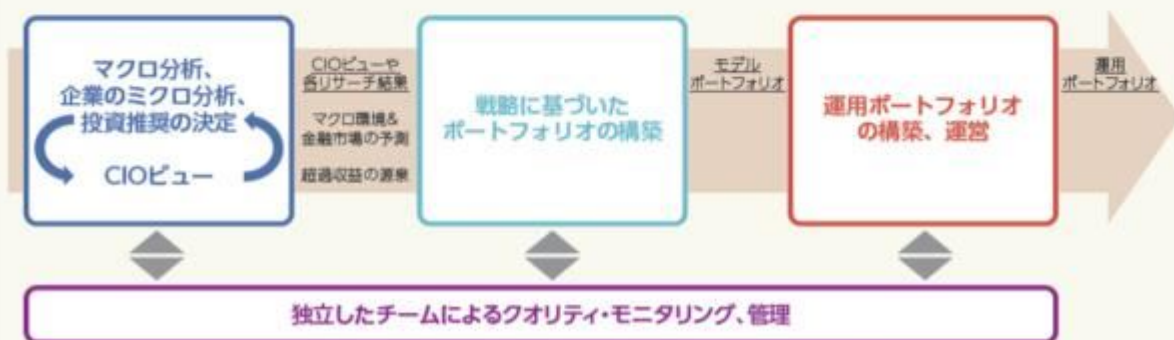 マクロ分析、
企業のミクロ分析、
投資推奨の決定
CIOビュー
CIOビューや
各リサーチ結果
マクロ環境&
金融市場の予測
超過収益の源泉
戦略に基づいた
ポートフォリオの構築
モデル
ポートフォリオ
運用ポートフォリオ
の構築、運営
運用
ポートフォリオ
独立したチームによるクオリティ・モニタリング、管理